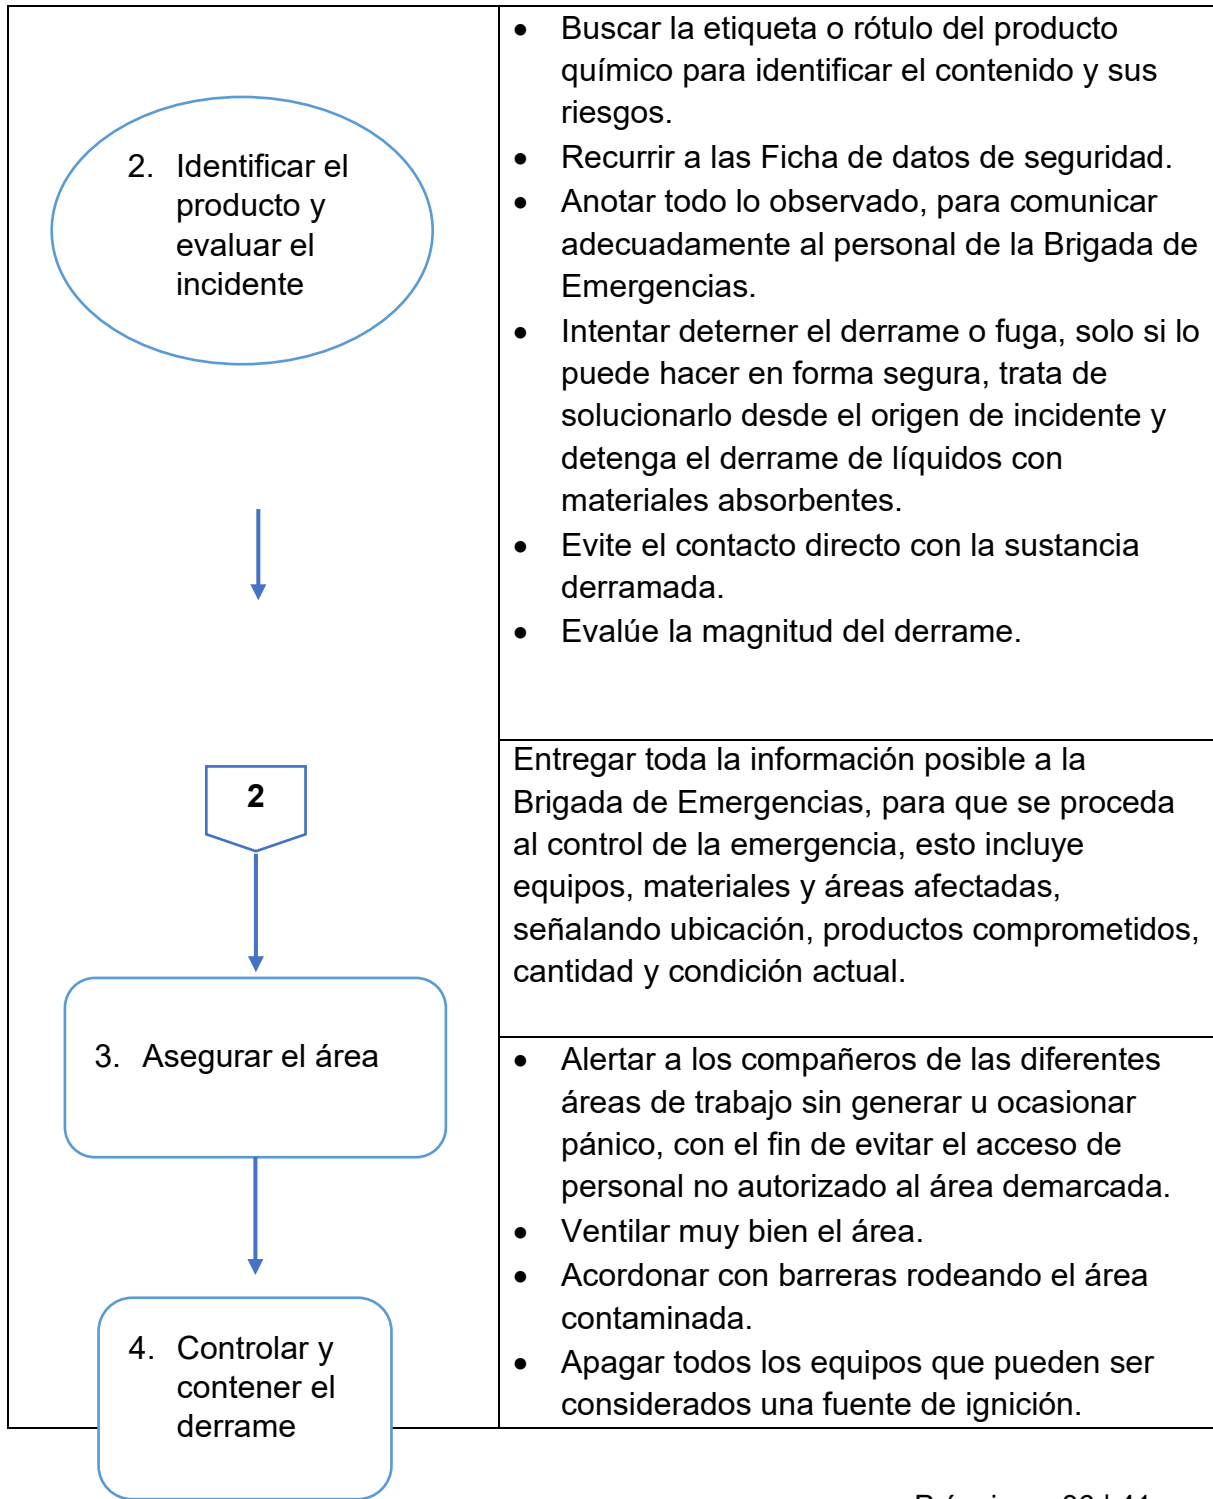 2. Identificar el
producto y
evaluar el
incidente
• Buscar la etiqueta o rótulo del producto
químico para identificar el contenido y sus
riesgos.
• Recurrir a las Ficha de datos de seguridad.
• Anotar todo lo observado, para comunicar
adecuadamente al personal de la Brigada de
Emergencias.
• Intentar deterner el derrame o fuga, solo si lo
puede hacer en forma segura, trata de
solucionarlo desde el origen de incidente y
detenga el derrame de líquidos con
materiales absorbentes.
• Evite el contacto directo con la sustancia
derramada.
• Evalúe la magnitud del derrame.
2
Entregar toda la información posible a la
Brigada de Emergencias, para que se proceda
al control de la emergencia, esto incluye
equipos, materiales y áreas afectadas,
señalando ubicación, productos comprometidos,
cantidad y condición actual.
3. Asegurar el área
• Alertar a los compañeros de las diferentes
áreas de trabajo sin generar u ocasionar
pánico, con el fin de evitar el acceso de
personal no autorizado al área demarcada.
• Ventilar muy bien el área.
• Acordonar con barreras rodeando el área
contaminada.
• Apagar todos los equipos que pueden ser
considerados una fuente de ignición.
4. Controlar y
contener el
derrame